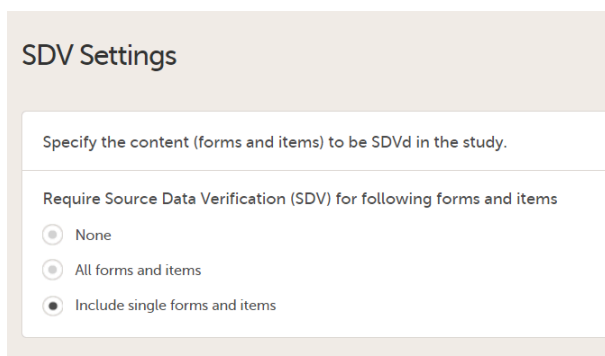 SDV Settings
Specify the content (forms and items) to be SDVd in the study.
Require Source Data Verification (SDV) for following forms and items
None
All forms and items
Include single forms and items